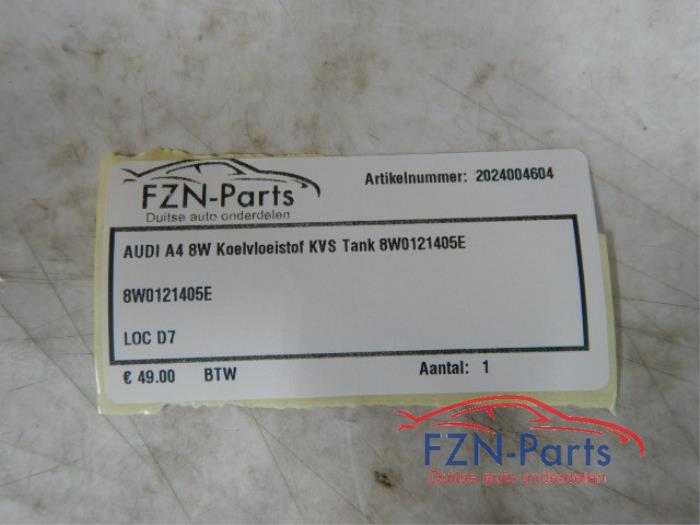 FZN-Parts
Duitse auto onderdelen
Artikelnummer: 2024004604
AUDI A4 8W Koelvloeistof KVS Tank 8W0121405E
8W0121405E
LOC D7
€ 49.00 BTW Aantal: 1
FZN-Parts
Duitse auto onderdelen